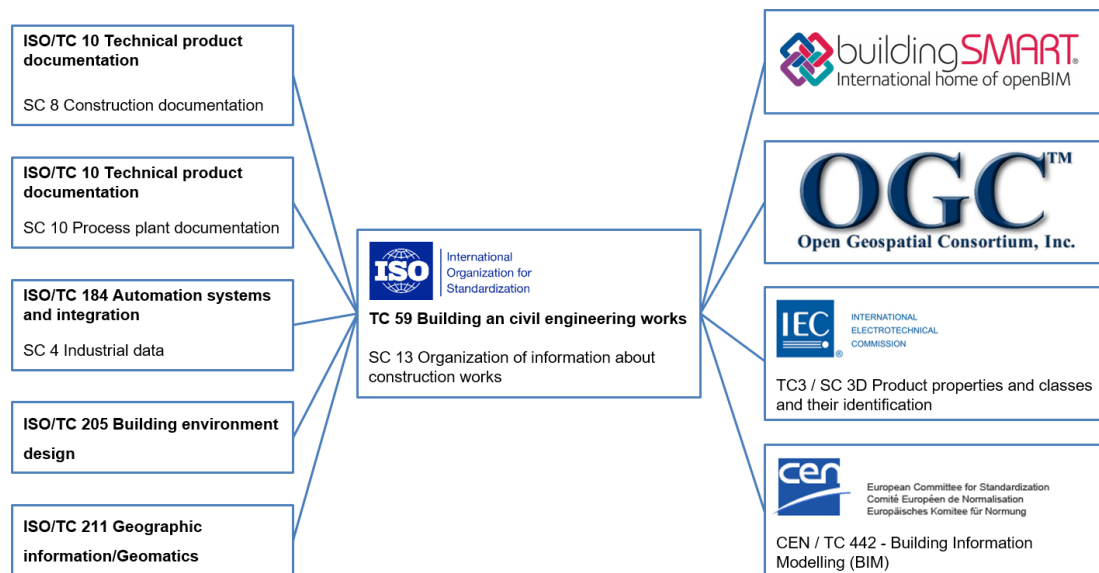 ISO/TC 10 Technical product
documentation
SC 8 Construction documentation
ISO/TC 10 Technical product
documentation
SC 10 Process plant documentation
ISO/TC 184 Automation systems
and integration
SC 4 Industrial data
ISO/TC 205 Building environment
design
ISO/TC 211 Geographic
information/Geomatics
ISO
International
Organization for
Standardization
TC 59 Building an civil engineering works
SC 13 Organization of information about
construction works
buildingSMART®
International home of openBIM
OGC™
Open Geospatial Consortium, Inc.
IEC®
INTERNATIONAL
ELECTROTECHNICAL
COMMISSION
TC3 / SC 3D Product properties and classes
and their identification
cen
European Committee for Standardization
Comité Européen de Normalisation
Europäisches Komitee für Normung
CEN / TC 442 - Building Information
Modelling (BIM)